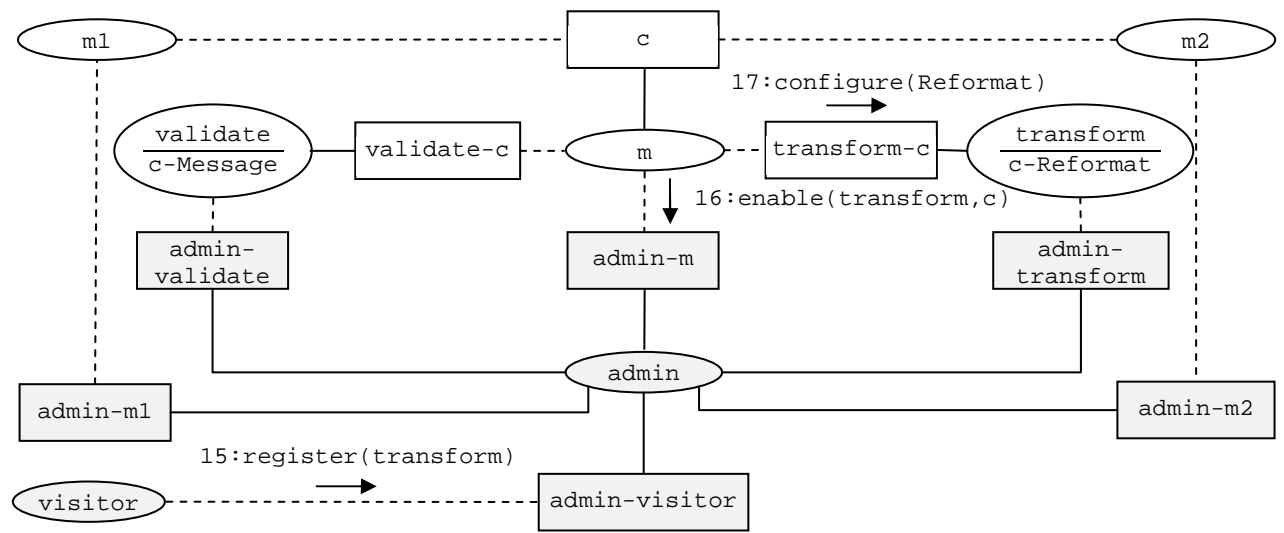 m1
c
m2
17:configure(Reformat)
validate
c-Message
validate-c
m
transform-c
transform
c-Reformat
16:enable(transform,c)
admin-
validate
admin-m
admin-
transform
admin
admin-m1
admin-m2
15:register(transform)
visitor
admin-visitor